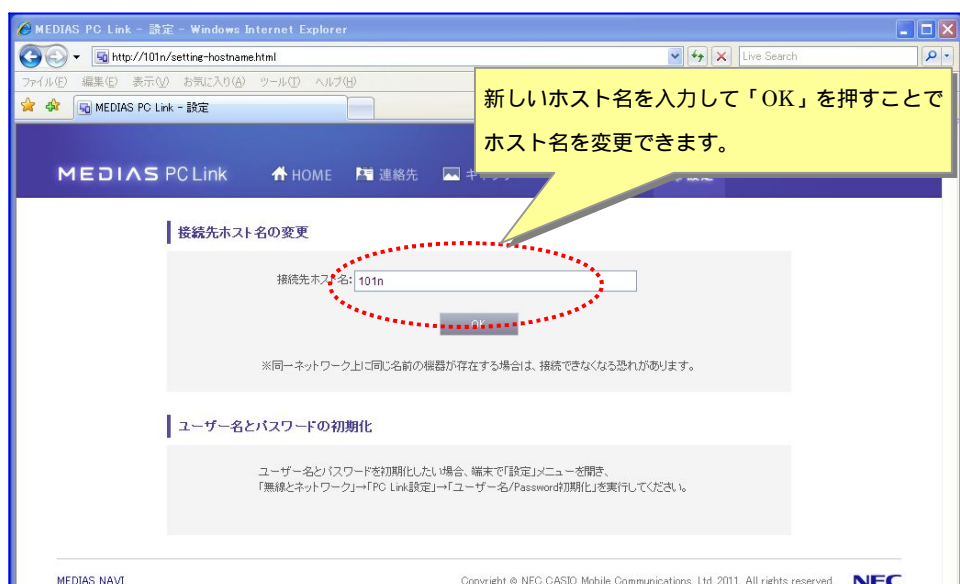 MEDIAS PC Link - 設定 - Windows Internet Explorer
http://101n/setting-hostname.html
Live Search
ファイル(F) 編集(E) 表示(V) お気に入り(A) ツール(T) ヘルプ(H)
MEDIAS PC Link - 設定
新しいホスト名を入力して「OK」を押すことで
ホスト名を変更できます。
MEDIAS PC Link HOME 連絡先
接続先ホスト名の変更
接続先ホスト名: 101n
OK
※同一ネットワーク上に同じ名前の機器が存在する場合は、接続できなくなる恐れがあります。
ユーザー名とパスワードの初期化
ユーザー名とパスワードを初期化したい場合、端末で「設定」メニューを開き、
「無線とネットワーク」→「PC Link設定」→「ユーザー名/Password初期化」を実行してください。
MEDIAS NAVI
Copyright © NEC CASIO Mobile Communications, Ltd. 2011. All rights reserved. NEC